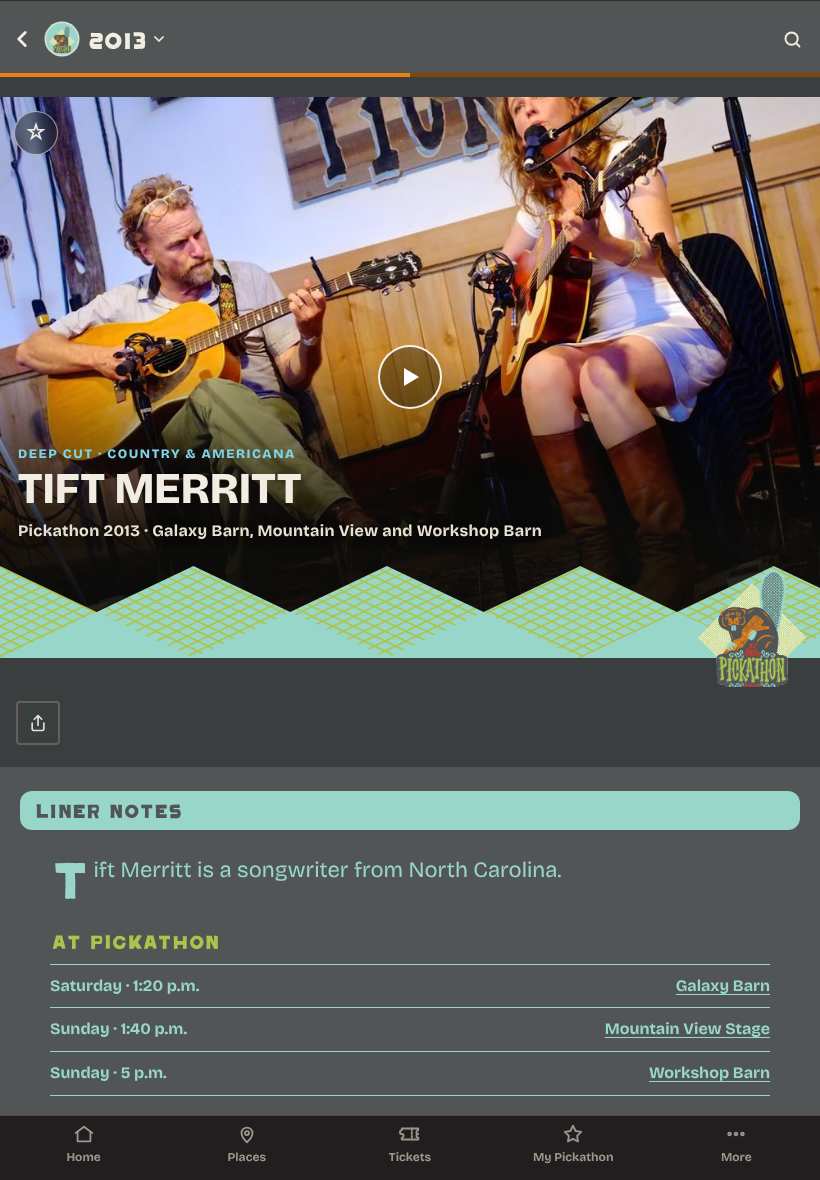 2013
DEEP CUT · COUNTRY & AMERICANA
TIFT MERRITT
Pickathon 2013 · Galaxy Barn, Mountain View and Workshop Barn
PICKATHON
LINER NOTES
Tift Merritt is a songwriter from North Carolina.
AT PICKATHON
Saturday · 1:20 p.m. Galaxy Barn
Sunday · 1:40 p.m. Mountain View Stage
Sunday · 5 p.m. Workshop Barn
Home Places Tickets My Pickathon More